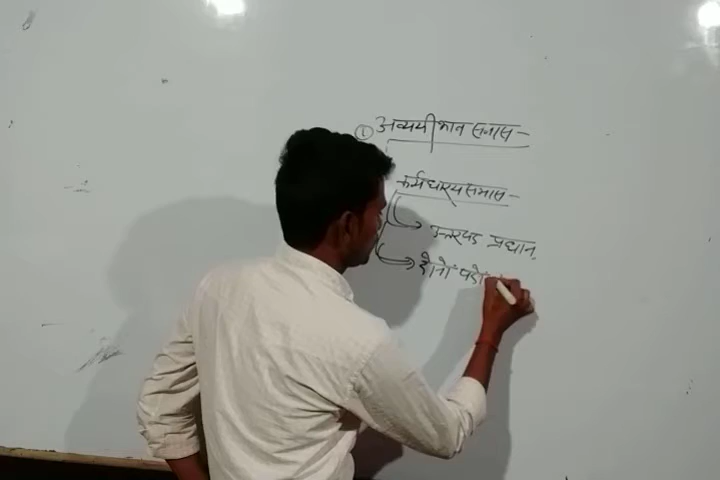 ① अव्ययीभाव समास-
कर्मधारय समास-
उत्तरपद प्रधान,
दोनों पदों